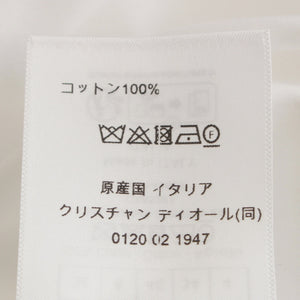 コットン100%
原産国 イタリア
クリスチャン ディオール(同)
0120 02 1947